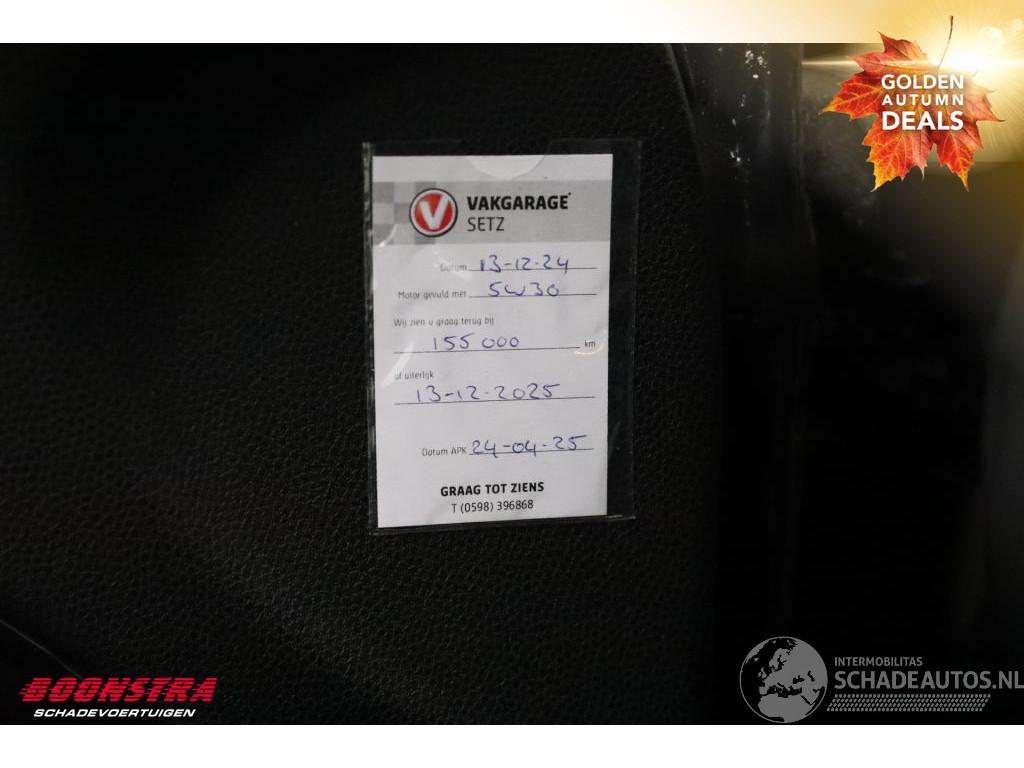 GOLDEN
AUTUMN
DEALS
V
VAKGARAGE
SETZ
Datum 13-12-24
Motor gevuld met 5W30
Wij zien u graag terug bij
155000 km
of uiterlijk
13-12-2025
Datum APK 24-04-25
GRAAG TOT ZIENS
T (0598) 396868
BOONSTRA
SCHADEVOERTUIGEN
INTERMOBILITAS
SCHADEAUTOS.NL